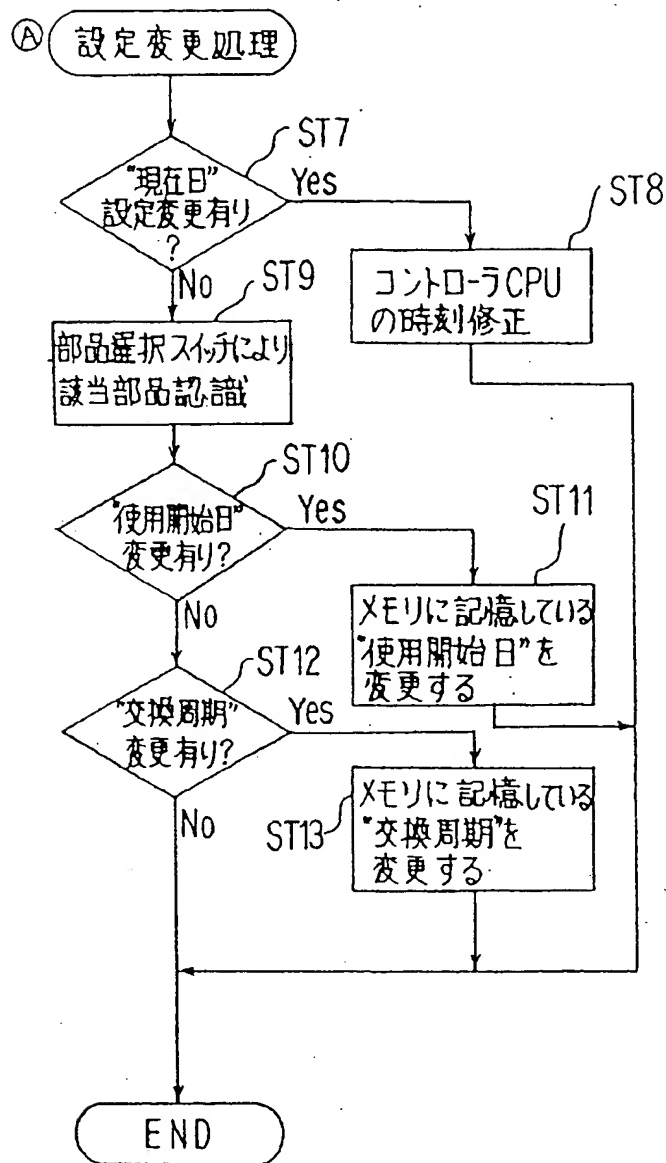 Ⓐ 設定変更処理
ST7
"現在日"
設定変更有り
?
Yes
ST8
コントローラCPU
の時刻修正
No
ST9
部品選択スイッチにより
該当部品認識
ST10
"使用開始日"
変更有り?
Yes
ST11
メモリに記憶している
"使用開始日"を
変更する
No
ST12
"交換周期"
変更有り?
Yes
ST13
メモリに記憶している
"交換周期"を
変更する
No
END